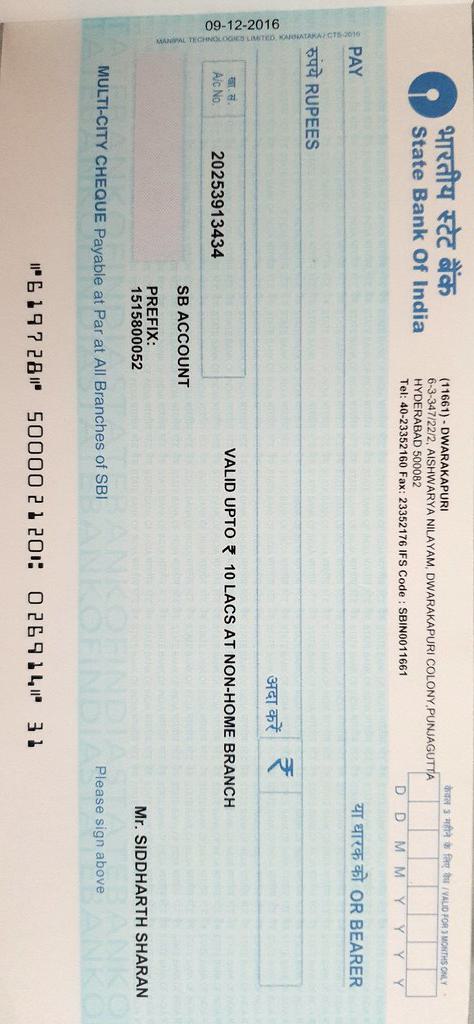 भारतीय स्टेट बैंक
State Bank Of India
(11661) - DWARAKAPURI
6-3-347/22/2, AISHWARYA NILAYAM, DWARAKAPURI COLONY,PUNJAGUTTA
HYDERABAD 500082
Tel: 40-23352160 Fax: 23352176 IFS Code : SBIN0011661
केवल 3 महीने के लिए वैध / VALID FOR 3 MONTHS ONLY
D D M M Y Y Y Y
PAY
या धारक को OR BEARER
रुपये RUPEES
अदा करें ₹
खा. सं.
A/c No.
20253913434
VALID UPTO ₹ 10 LACS AT NON-HOME BRANCH
SB ACCOUNT
PREFIX:
1515800052
Mr. SIDDHARTH SHARAN
MULTI-CITY CHEQUE Payable at Par at All Branches of SBI
Please sign above
⑈619728⑈ 500002120⑆ 026914⑈ 31
09-12-2016
MANIPAL TECHNOLOGIES LIMITED, KARNATAKA / CTS-2010